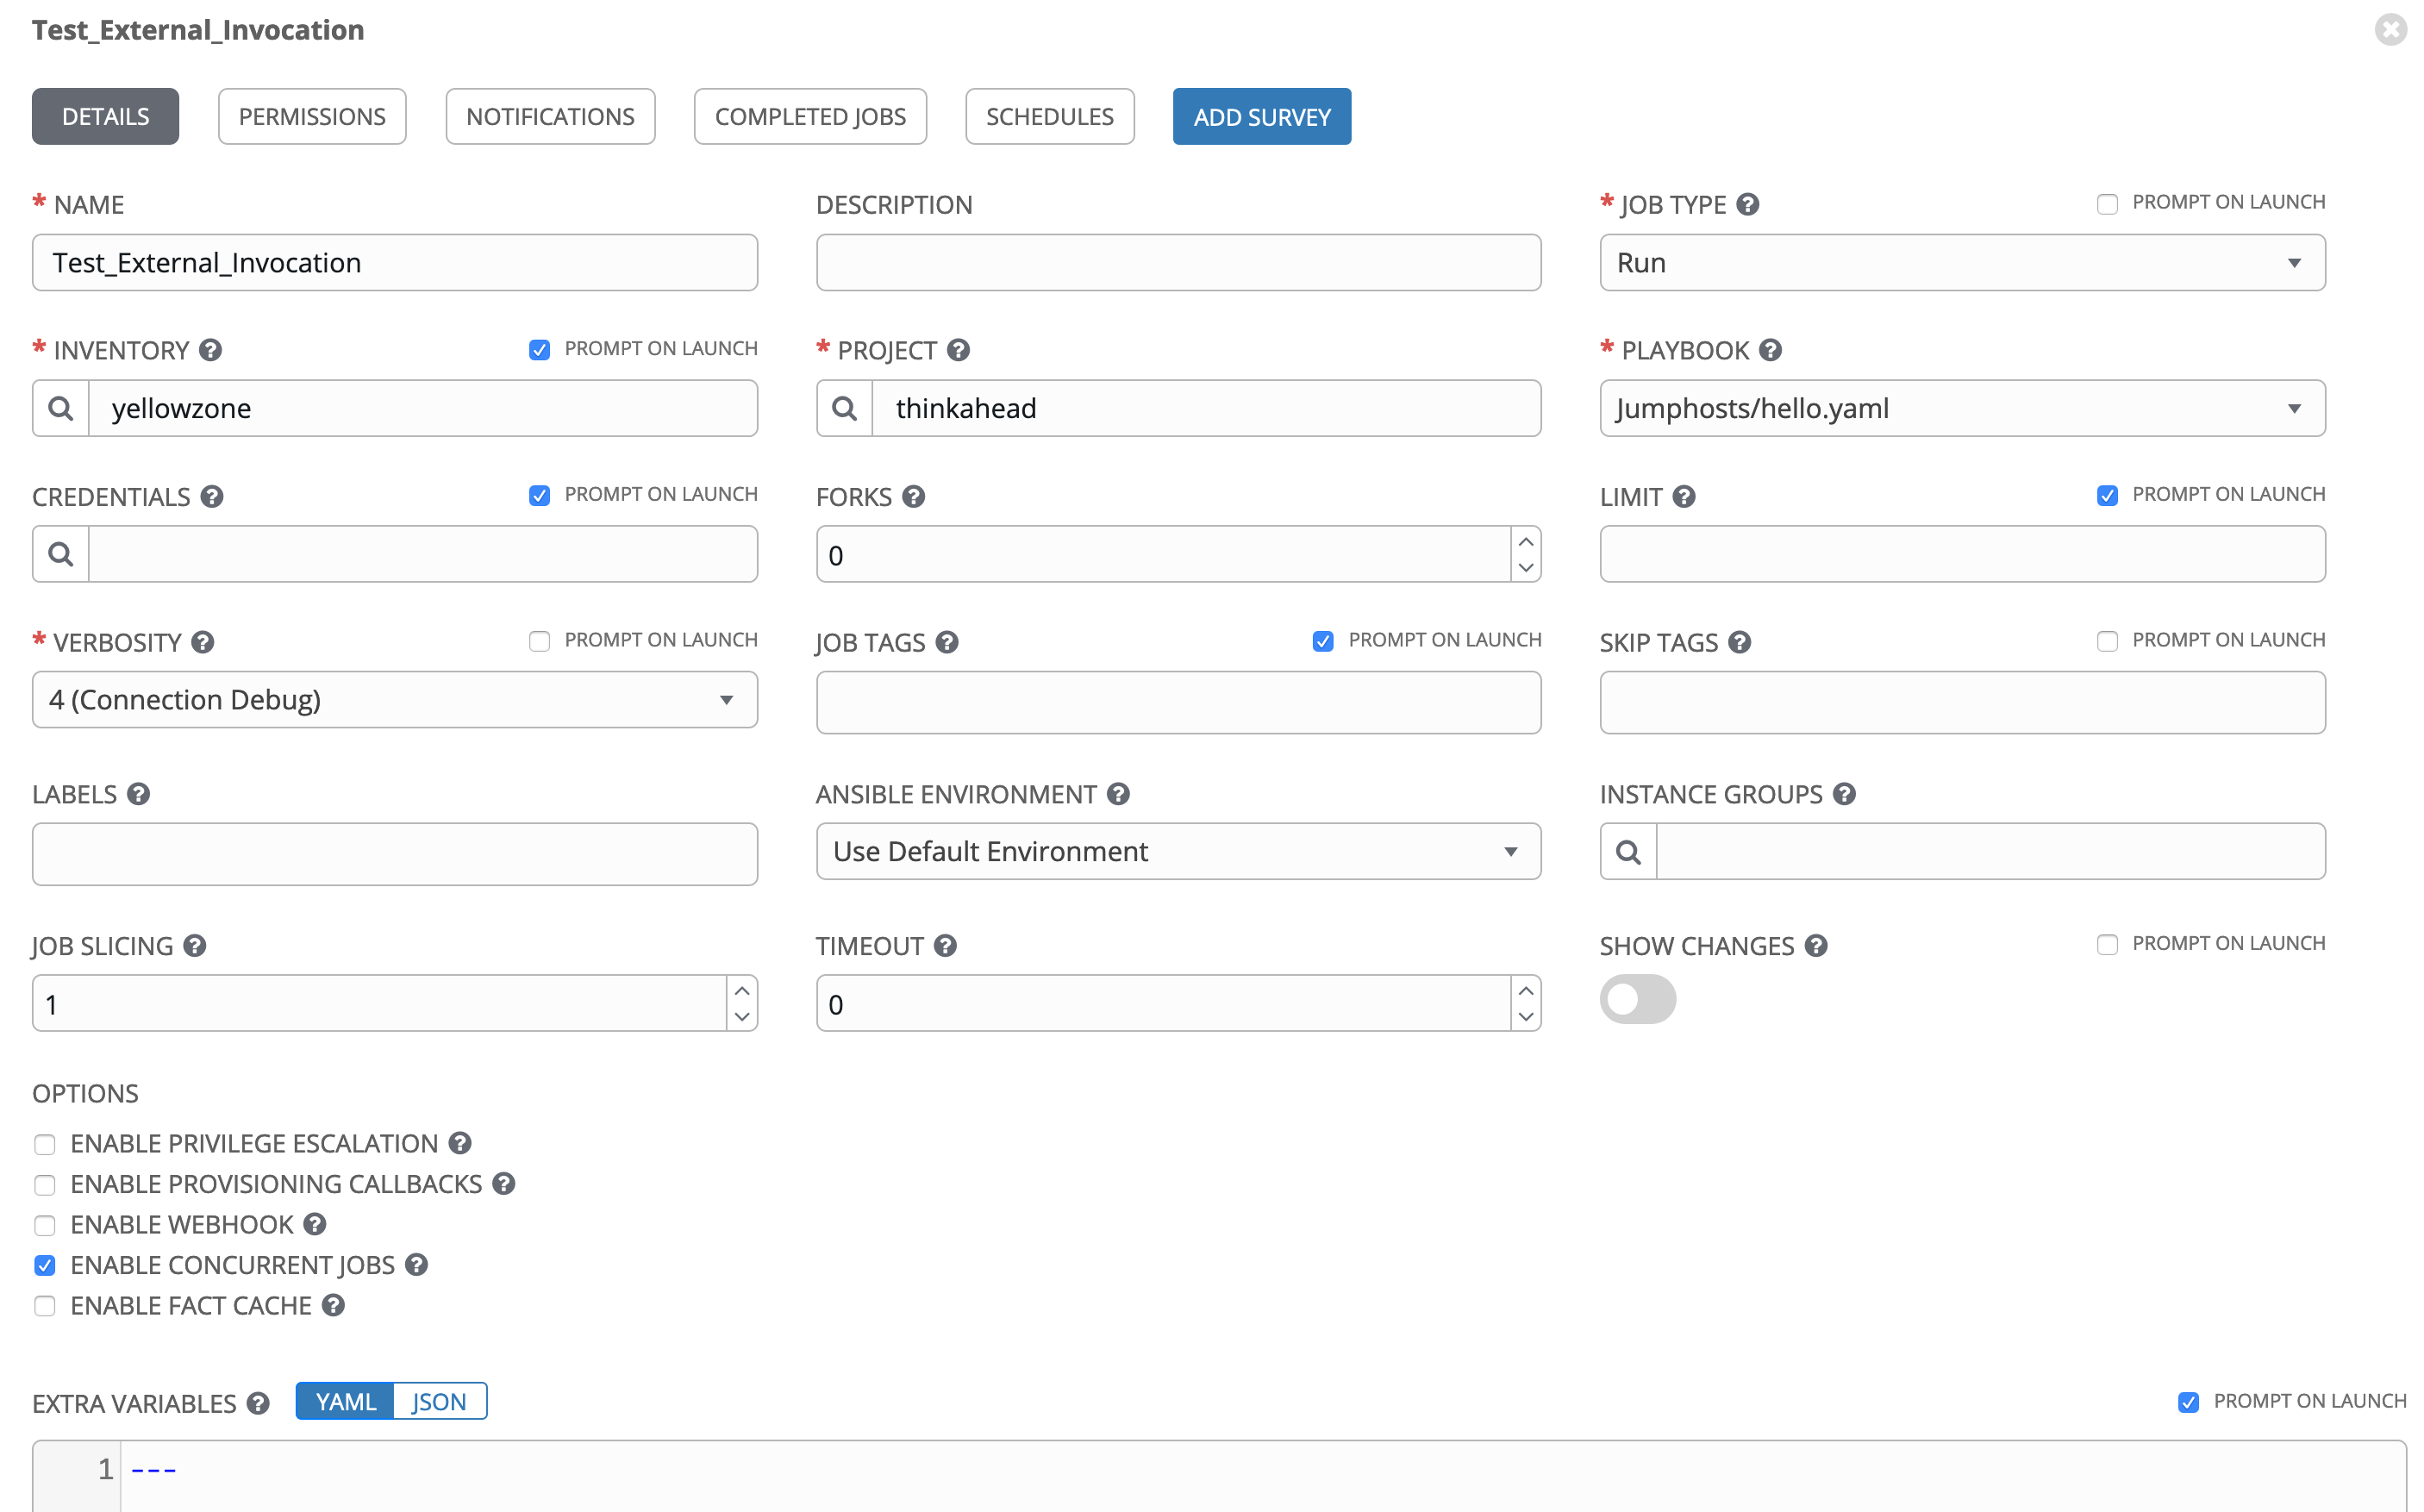 Test_External_Invocation
DETAILS PERMISSIONS NOTIFICATIONS COMPLETED JOBS SCHEDULES ADD SURVEY
* NAME DESCRIPTION * JOB TYPE ? PROMPT ON LAUNCH
Test_External_Invocation Run
* INVENTORY ? PROMPT ON LAUNCH * PROJECT ? * PLAYBOOK ?
yellowzone thinkahead Jumphosts/hello.yaml
CREDENTIALS ? PROMPT ON LAUNCH FORKS ? LIMIT ? PROMPT ON LAUNCH
0
* VERBOSITY ? PROMPT ON LAUNCH JOB TAGS ? PROMPT ON LAUNCH SKIP TAGS ? PROMPT ON LAUNCH
4 (Connection Debug)
LABELS ? ANSIBLE ENVIRONMENT ? INSTANCE GROUPS ?
Use Default Environment
JOB SLICING ? TIMEOUT ? SHOW CHANGES ? PROMPT ON LAUNCH
1 0
OPTIONS
ENABLE PRIVILEGE ESCALATION ?
ENABLE PROVISIONING CALLBACKS ?
ENABLE WEBHOOK ?
ENABLE CONCURRENT JOBS ?
ENABLE FACT CACHE ?
EXTRA VARIABLES ? YAML JSON PROMPT ON LAUNCH
1 ---